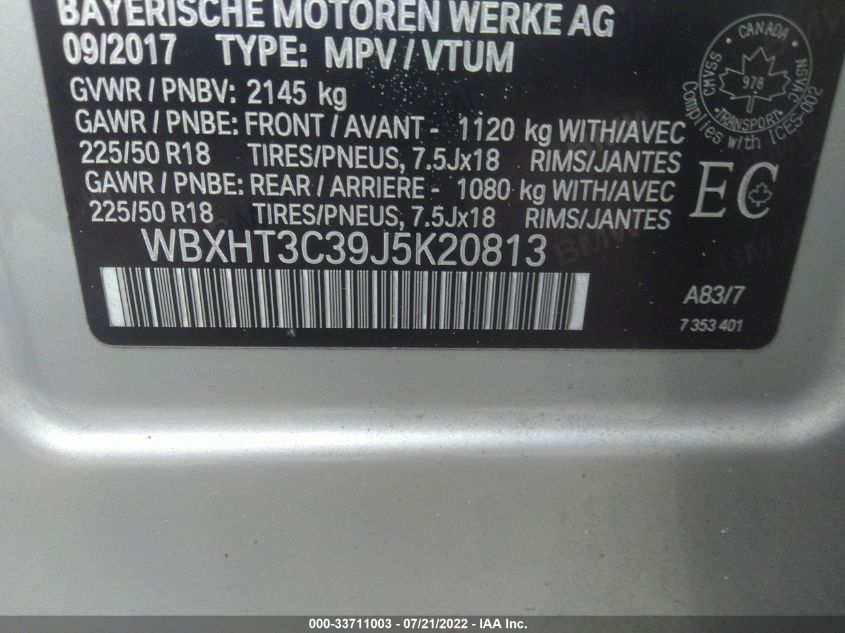 BAYERISCHE MOTOREN WERKE AG
09/2017 TYPE: MPV / VTUM
GVWR / PNBV: 2145 kg
GAWR / PNBE: FRONT / AVANT - 1120 kg WITH/AVEC
225/50 R18 TIRES/PNEUS, 7.5Jx18 RIMS/JANTES
GAWR / PNBE: REAR / ARRIERE - 1080 kg WITH/AVEC
225/50 R18 TIRES/PNEUS, 7.5Jx18 RIMS/JANTES
CANADA
CMVSS
NSVAC
978
TRANSPORT
Complies with ICES-002
EC
WBXHT3C39J5K20813
A83/7
7 353 401
000-33711003 - 07/21/2022 - IAA Inc.